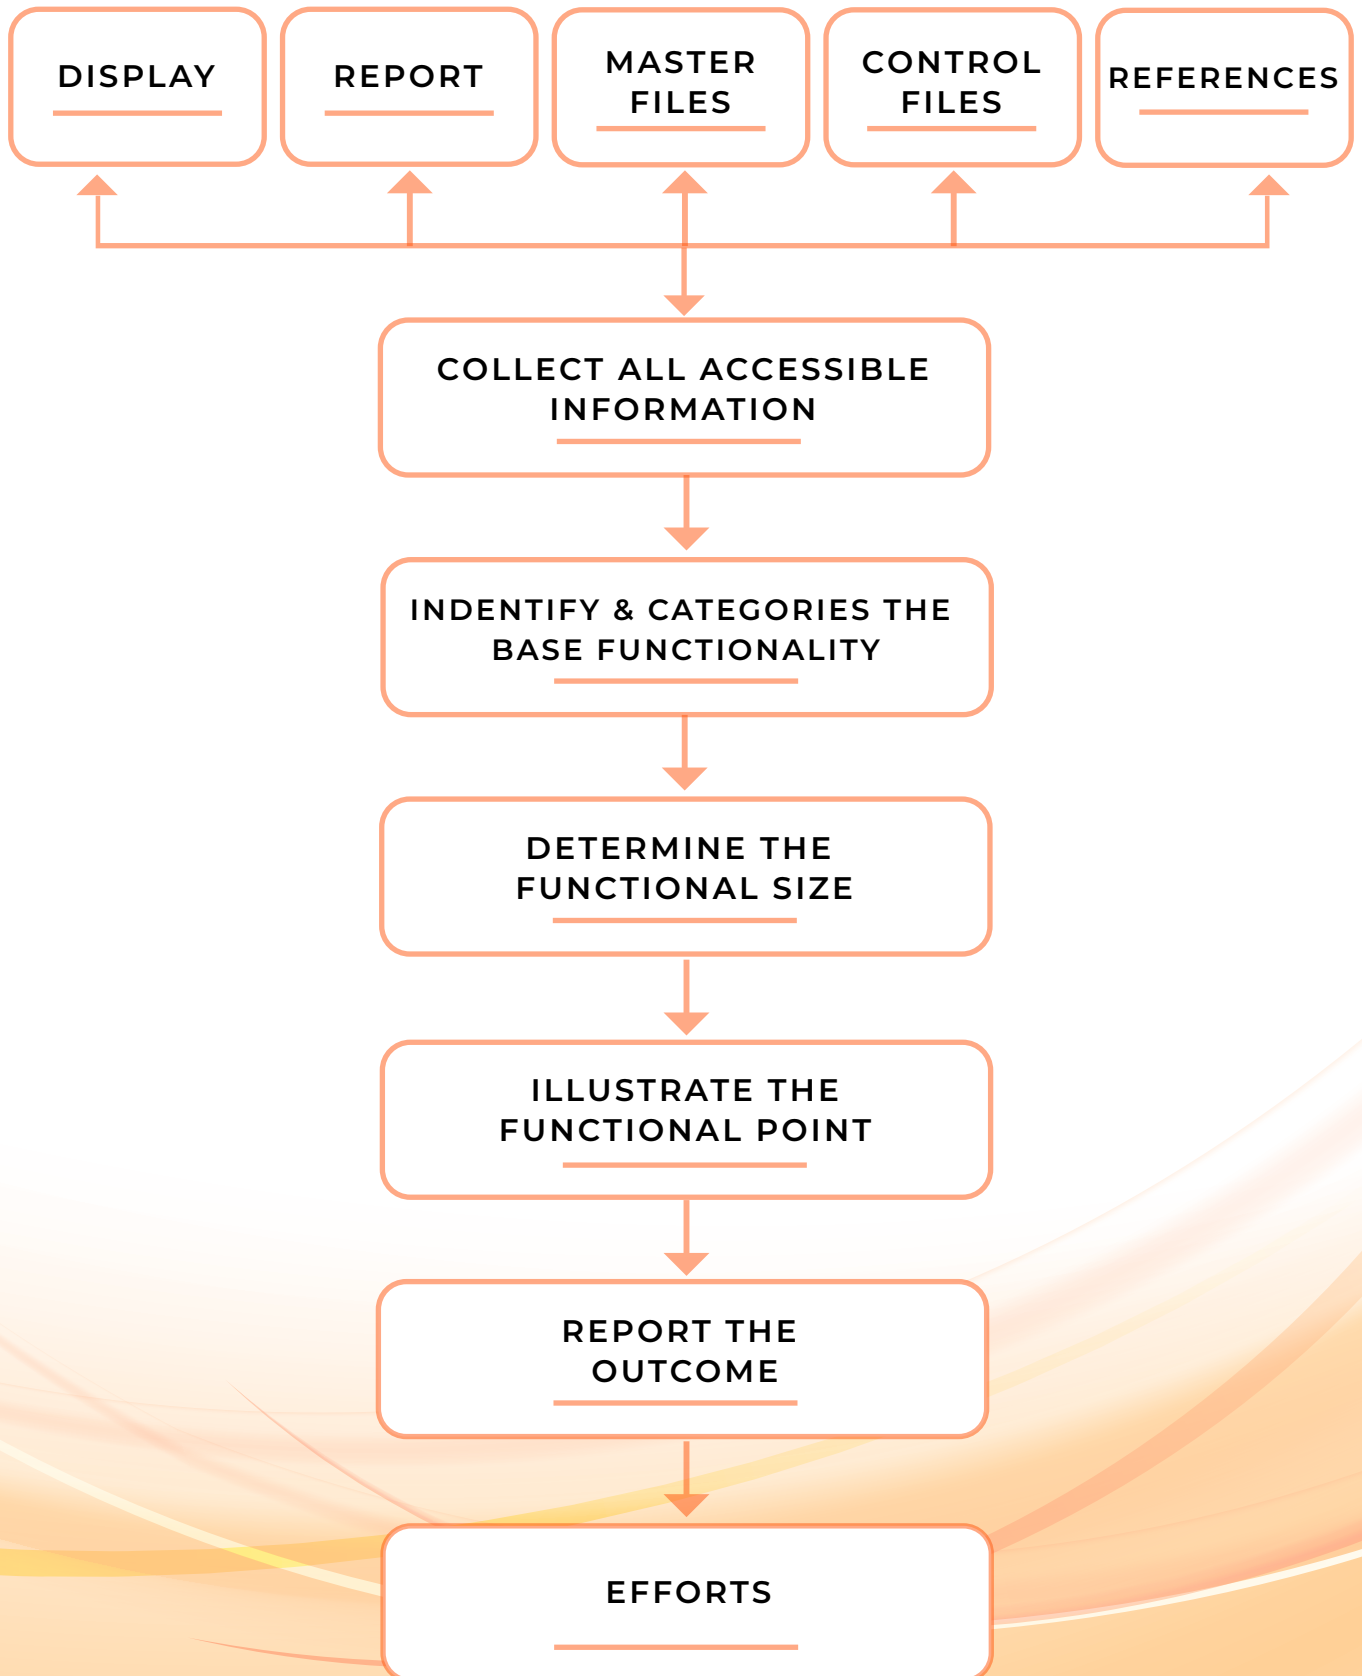 DISPLAY
REPORT
MASTER
FILES
CONTROL
FILES
REFERENCES
COLLECT ALL ACCESSIBLE
INFORMATION
INDENTIFY & CATEGORIES THE
BASE FUNCTIONALITY
DETERMINE THE
FUNCTIONAL SIZE
ILLUSTRATE THE
FUNCTIONAL POINT
REPORT THE
OUTCOME
EFFORTS